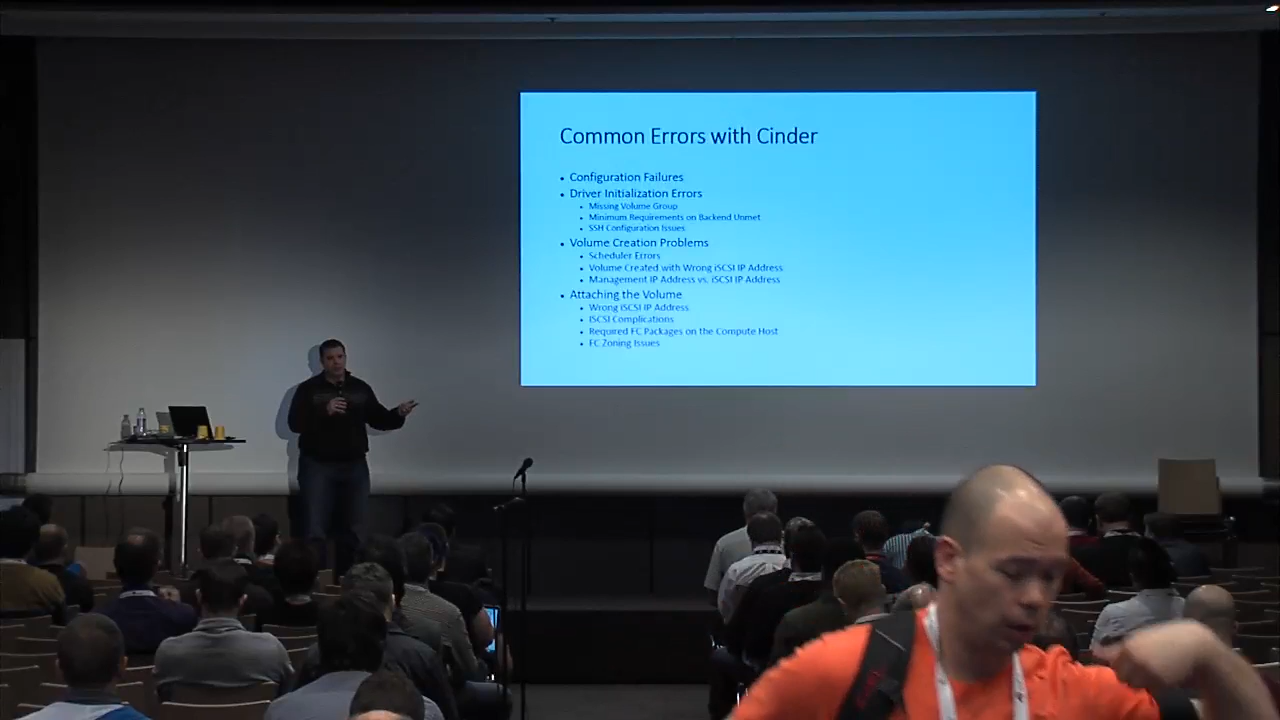 Common Errors with Cinder
• Configuration Failures
• Driver Initialization Errors
• Missing Volume Group
• Minimum Requirements on Backend Unmet
• SSH Configuration Issues
• Volume Creation Problems
• Scheduler Errors
• Volume Created with Wrong iSCSI IP Address
• Management IP Address vs. iSCSI IP Address
• Attaching the Volume
• Wrong iSCSI IP Address
• iSCSI Complications
• Required FC Packages on the Compute Host
• FC Zoning Issues